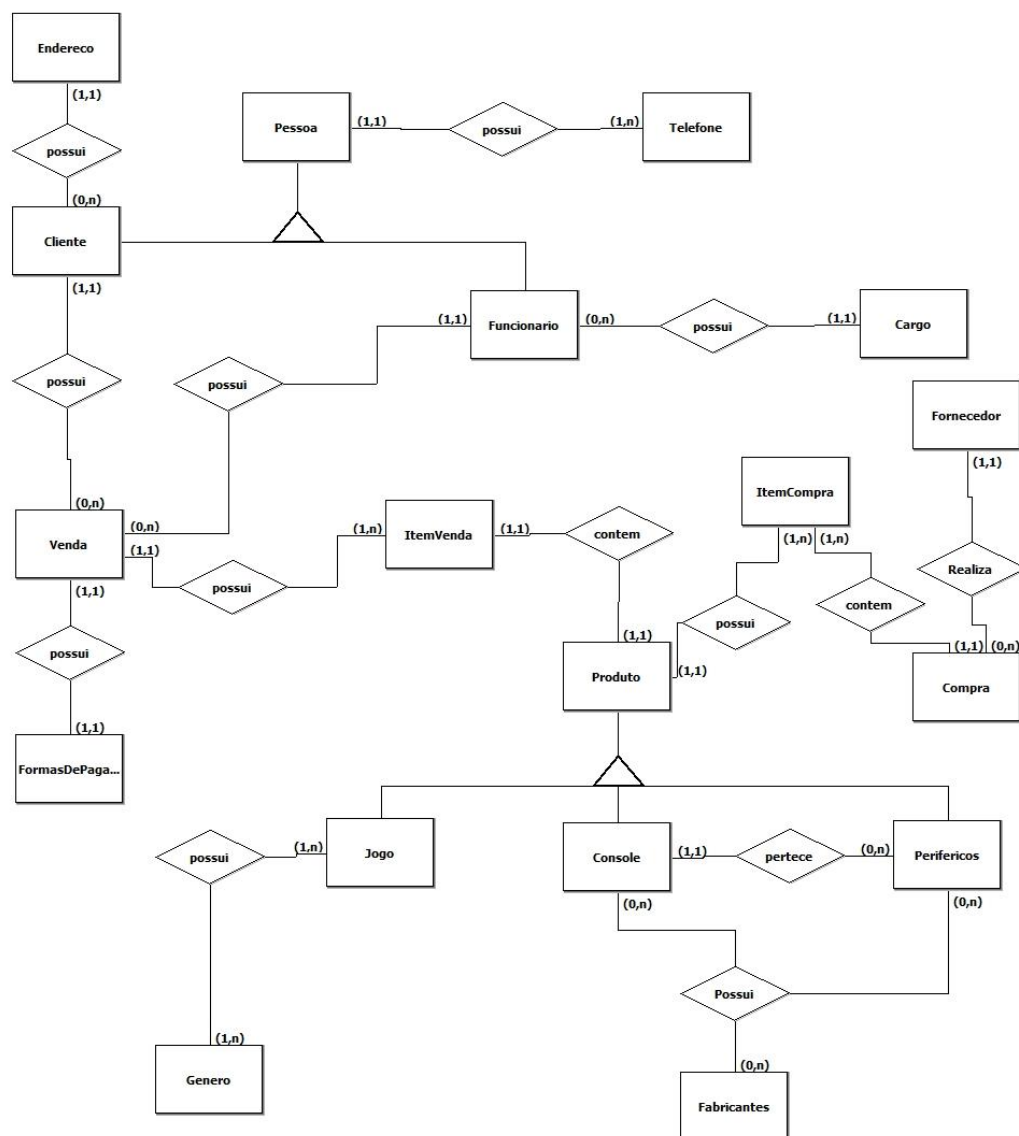 Endereco
(1,1)
possui
(0,n)
Cliente
(1,1)
Pessoa
(1,1)
possui
(1,n)
Telefone
(1,1)
Funcionario
(0,n)
possui
(1,1)
Cargo
possui
possui
Fornecedor
(1,1)
(0,n)
Venda
(0,n)
(1,1)
(1,1)
possui
(1,n)
ItemVenda
(1,1)
contem
ItemCompra
(1,n)
(1,n)
Realiza
contem
possui
(1,1)
(0,n)
Compra
(1,1)
Produto
(1,1)
possui
(1,1)
FormasDePaga...
possui
(1,n)
Jogo
Console
(1,1)
pertece
(0,n)
Perifericos
(0,n)
(0,n)
Possui
(1,n)
Genero
(0,n)
Fabricantes